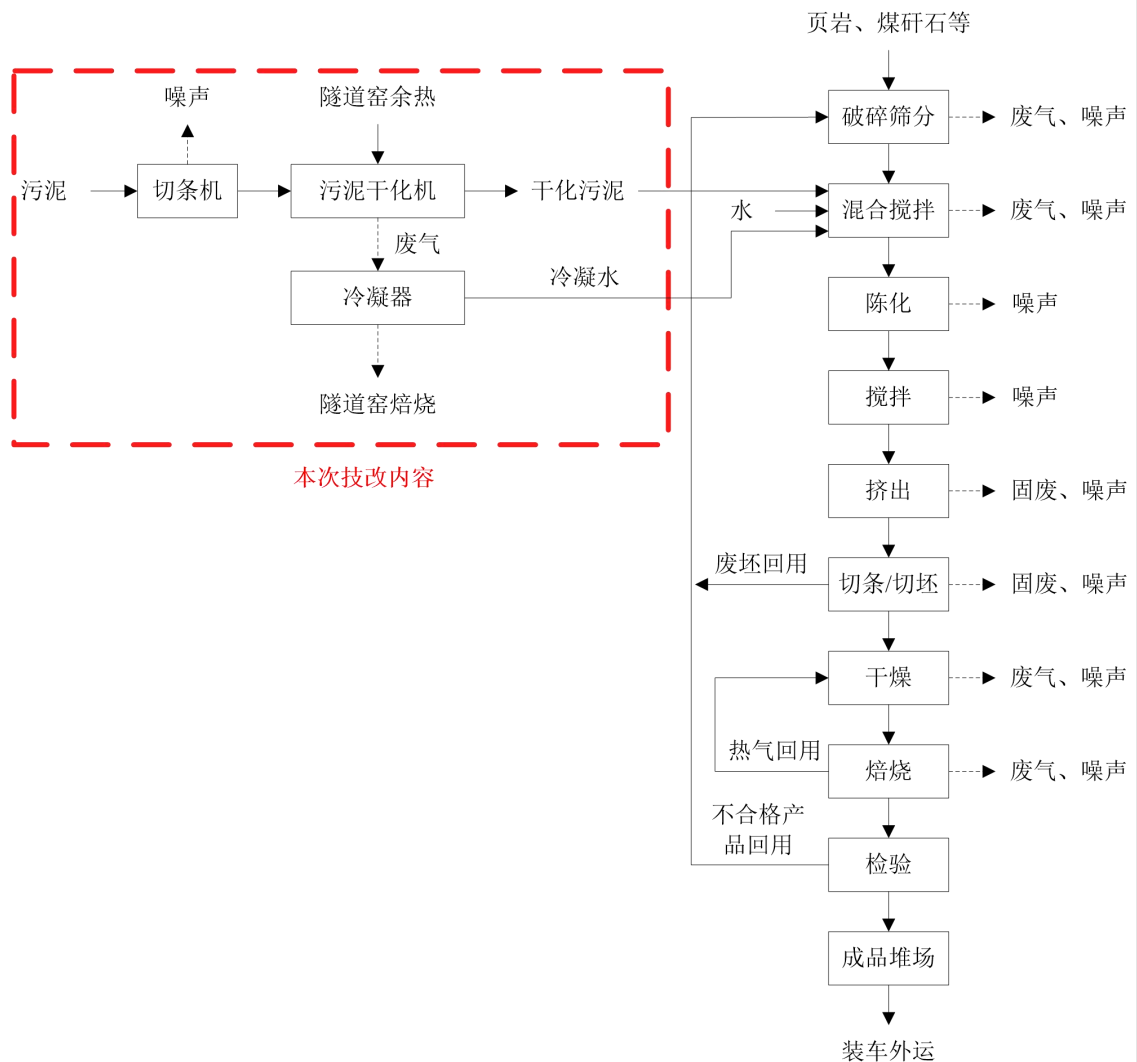 页岩、煤矸石等
噪声
隧道窑余热
破碎筛分
废气、噪声
污泥
切条机
污泥干化机
干化污泥
水
混合搅拌
废气、噪声
废气
冷凝器
冷凝水
陈化
噪声
隧道窑焙烧
搅拌
噪声
本次技改内容
挤出
固废、噪声
废坯回用
切条/切坯
固废、噪声
干燥
废气、噪声
热气回用
焙烧
废气、噪声
不合格产
品回用
检验
成品堆场
装车外运